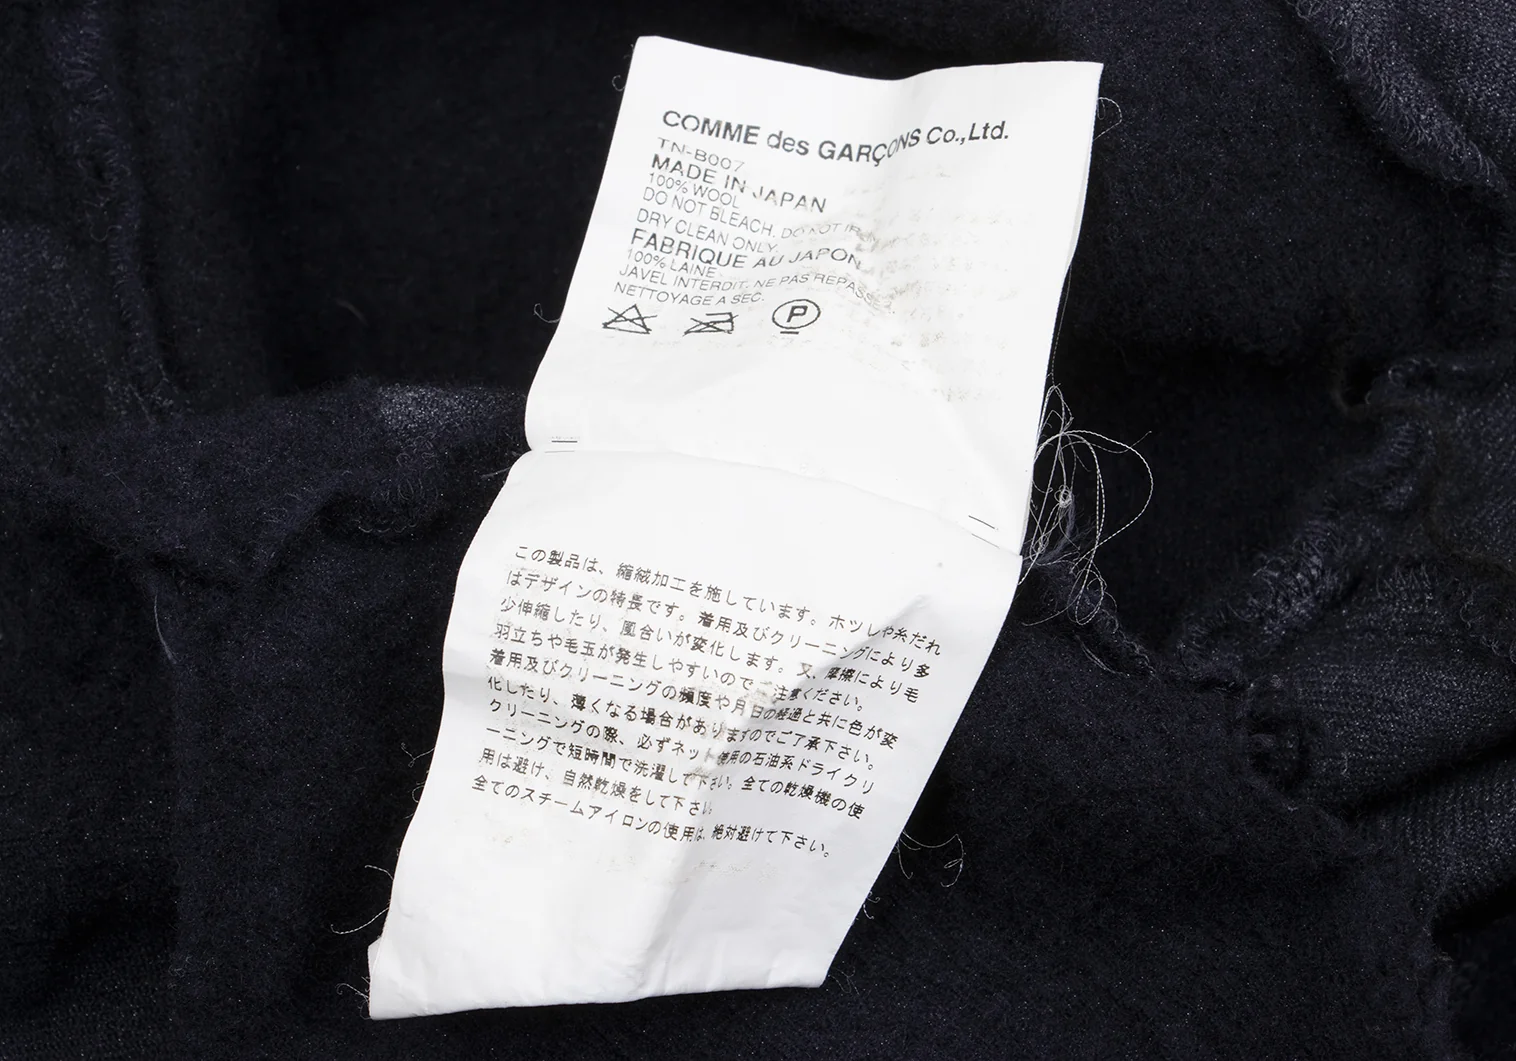 COMME des GARÇONS Co.,Ltd.
TN-B007
MADE IN JAPAN
100% WOOL
DO NOT BLEACH. DO NOT IRON
DRY CLEAN ONLY.
FABRIQUE AU JAPON
100% LAINE
JAVEL INTERDIT. NE PAS REPASSER.
NETTOYAGE A SEC.
P
この製品は、縮絨加工を施しています。ホツレや糸だれ
はデザインの特長です。着用及びクリーニングにより多
少伸縮したり、風合いが変化します。又、摩擦により毛
羽立ちや毛玉が発生しやすいのでご注意ください。
着用及びクリーニングの頻度や月日の経過と共に色が変
化したり、薄くなる場合がありますのでご了承下さい。
クリーニングの際、必ずネット使用の石油系ドライクリ
ーニングで短時間で洗濯して下さい。全ての乾燥機の使
用は避け、自然乾燥をして下さい
全てのスチームアイロンの使用は、絶対避けて下さい。